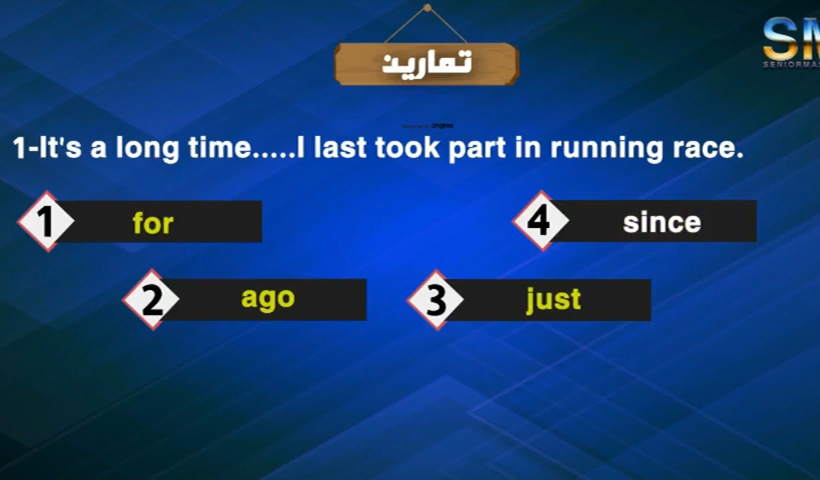 تمارين
SM
1-It's a long time.....I last took part in running race.
1 for
4 since
2 ago
3 just